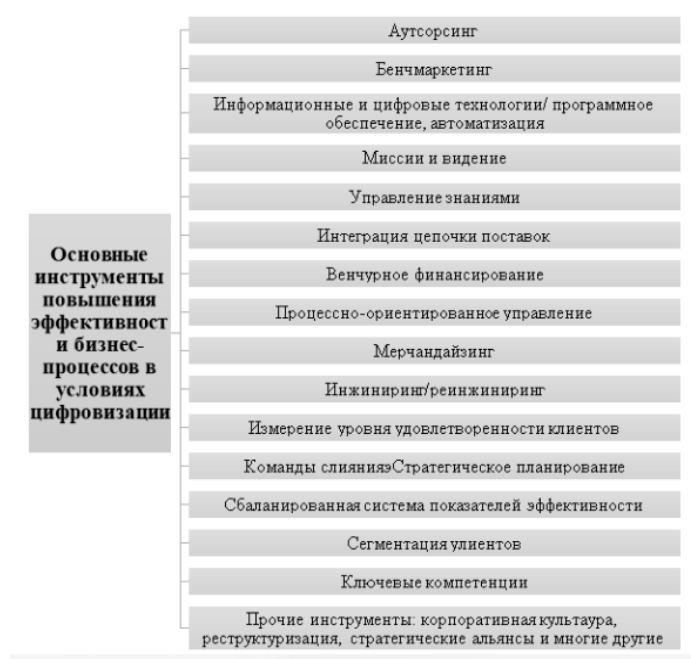 Основные
инструменты
повышения
эффективност
и бизнес-
процессов в
условиях
цифровизации
Аутсорсинг
Бенчмаркетинг
Информационные и цифровые технологии/ программное
обеспечение, автоматизация
Миссии и видение
Управление знаниями
Интеграция цепочки поставок
Венчурное финансирование
Процессно-ориентированное управление
Мерчандайзинг
Инжиниринг/реинжиниринг
Измерение уровня удовлетворенности клиентов
Команды слиянияэСтратегическое планирование
Сбаланированная система показателей эффективности
Сегментация улиентов
Ключевые компетенции
Прочие инструменты: корпоративная культаура,
реструктуризация, стратегические альянсы и многие другие